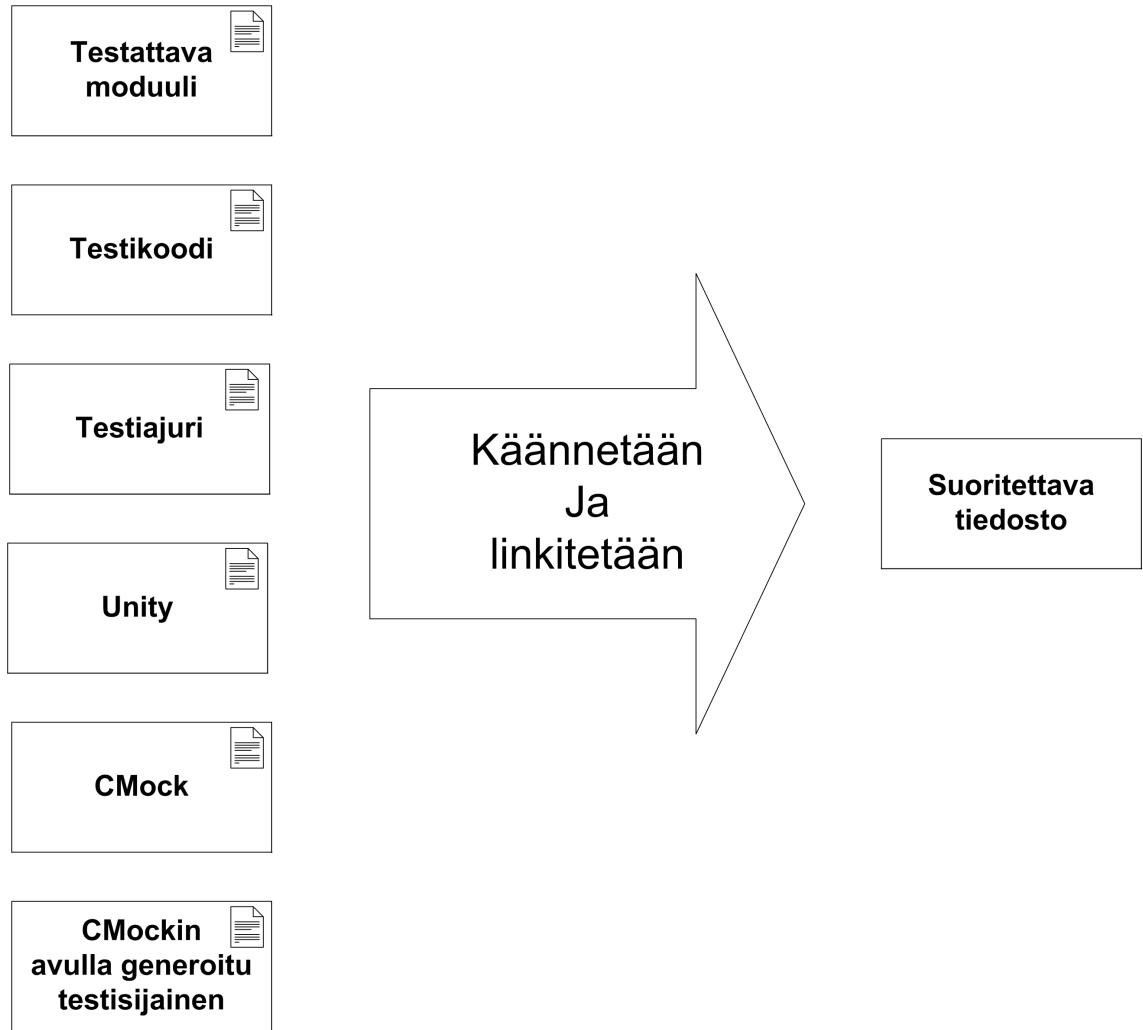 Testattava
moduuli
Testikoodi
Testiajuri
Unity
CMock
CMockin
avulla generoitu
testisijainen
Käännetään
Ja
linkitetään
Suoritettava
tiedosto